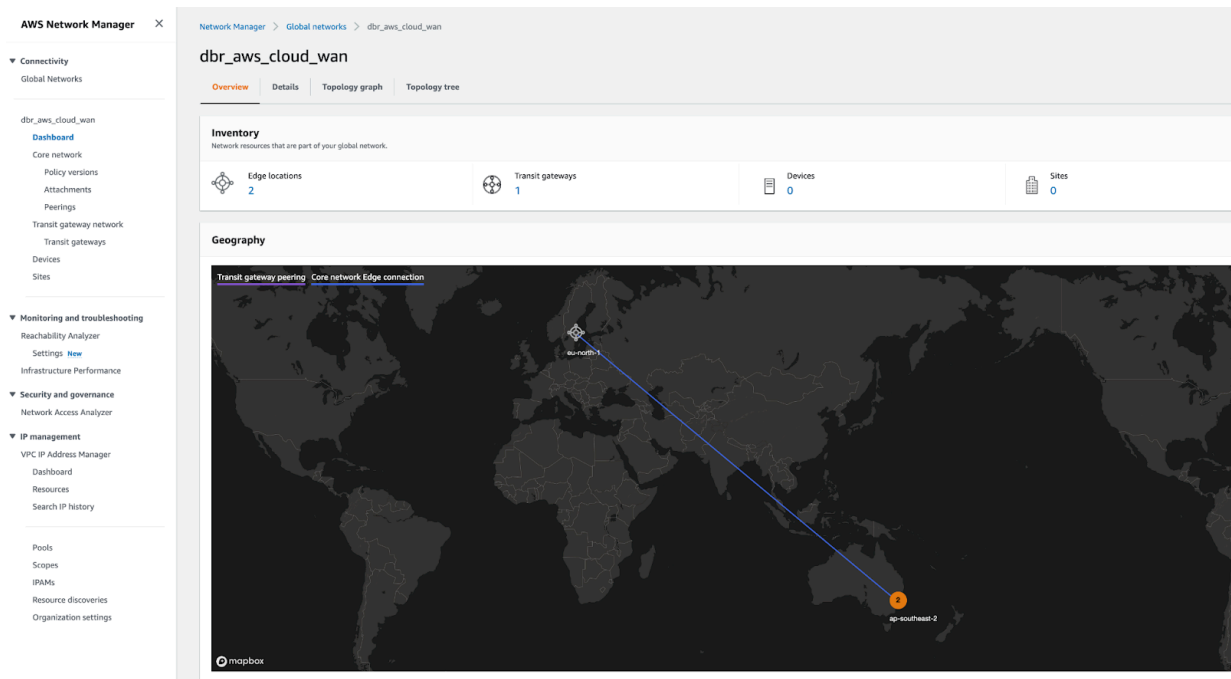 AWS Network Manager
Connectivity
Global Networks
dbr_aws_cloud_wan
Dashboard
Core network
Policy versions
Attachments
Peerings
Transit gateway network
Transit gateways
Devices
Sites
Monitoring and troubleshooting
Reachability Analyzer
Settings New
Infrastructure Performance
Security and governance
Network Access Analyzer
IP management
VPC IP Address Manager
Dashboard
Resources
Search IP history
Pools
Scopes
IPAMs
Resource discoveries
Organization settings
Network Manager > Global networks > dbr_aws_cloud_wan
dbr_aws_cloud_wan
Overview Details Topology graph Topology tree
Inventory
Network resources that are part of your global network.
Edge locations
2
Transit gateways
1
Devices
0
Sites
0
Geography
Transit gateway peering Core network Edge connection
eu-north-1
2
ap-southeast-2
mapbox